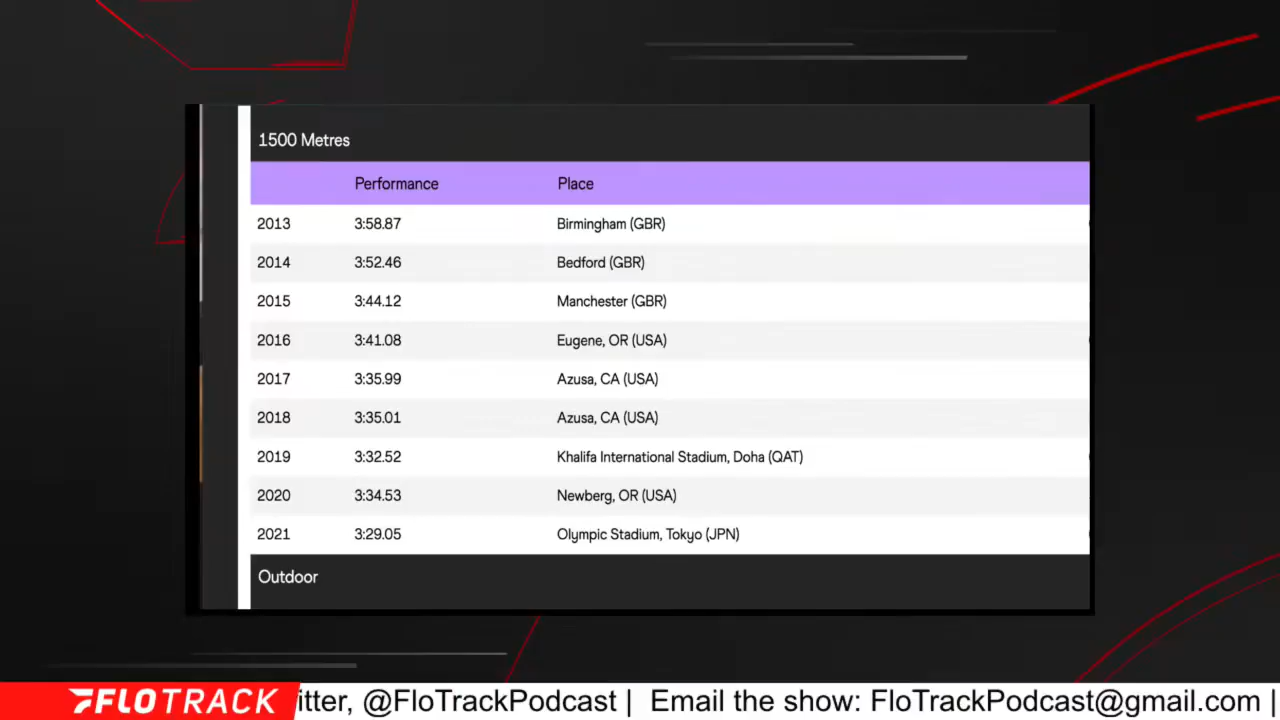 1500 Metres
Performance Place
2013 3:58.87 Birmingham (GBR)
2014 3:52.46 Bedford (GBR)
2015 3:44.12 Manchester (GBR)
2016 3:41.08 Eugene, OR (USA)
2017 3:35.99 Azusa, CA (USA)
2018 3:35.01 Azusa, CA (USA)
2019 3:32.52 Khalifa International Stadium, Doha (QAT)
2020 3:34.53 Newberg, OR (USA)
2021 3:29.05 Olympic Stadium, Tokyo (JPN)
Outdoor
FLOTRACK itter, @FloTrackPodcast | Email the show: FloTrackPodcast@gmail.com |